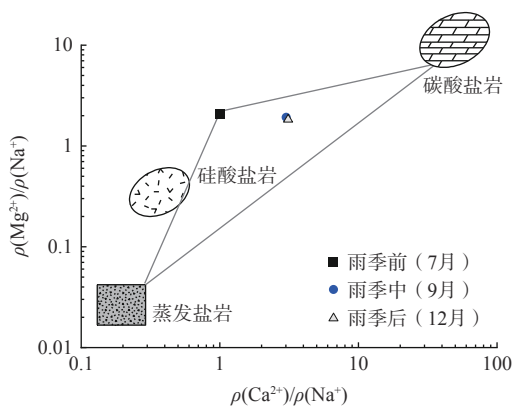 10
1
0.1
0.01
0.1
1
10
100
ρ(Mg²⁺)/ρ(Na⁺)
ρ(Ca²⁺)/ρ(Na⁺)
碳酸盐岩
硅酸盐岩
蒸发盐岩
雨季前（7月）
雨季中（9月）
雨季后（12月）